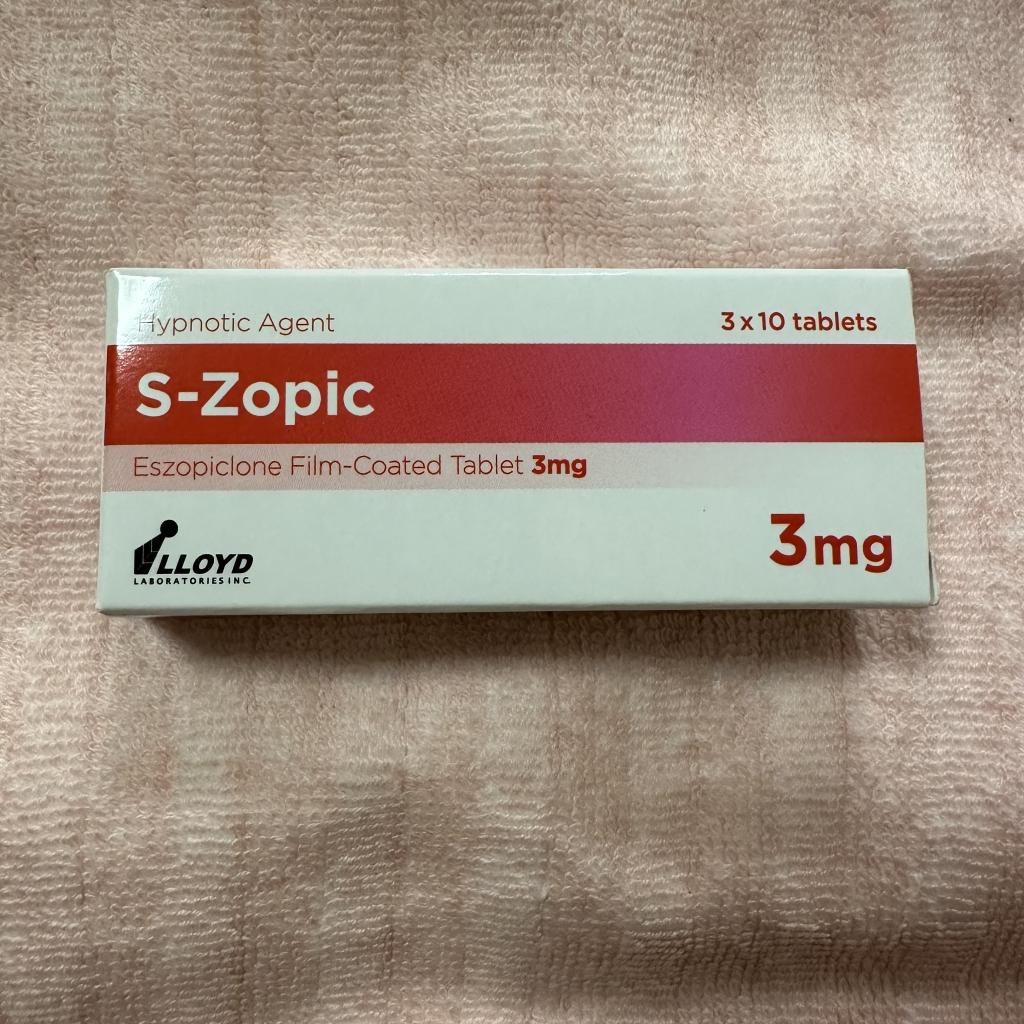 Hypnotic Agent
3 x 10 tablets
S-Zopic
Eszopiclone Film-Coated Tablet 3mg
3mg
LLOYD
LABORATORIES INC.